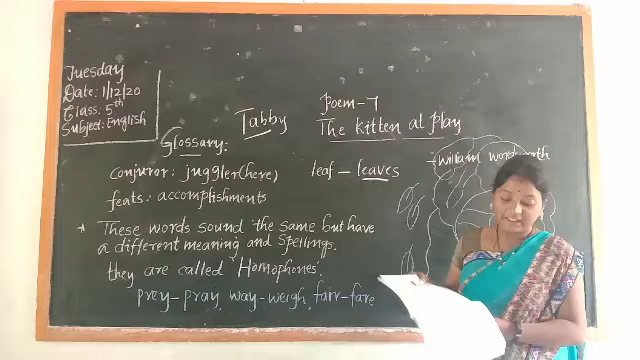 Tuesday
Date: 1/12/20
Class: 5th
Subject: English
Poem-7
Tabby
The kitten at Play
- William Wordsworth
Glossary:
conjuror: juggler(here)
leaf - leaves
feats: accomplishments
* These words sound the same but have
a different meaning and spellings.
they are called 'Homophones'.
Prey-pray, way-weigh, fair-fare